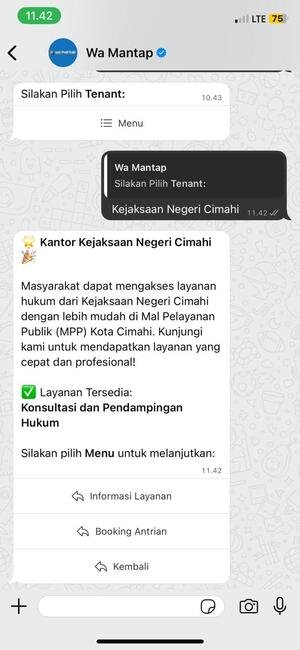 11.42
LTE 75
Wa Mantap
Silakan Pilih Tenant:
10.43
Menu
Wa Mantap
Silakan Pilih Tenant:
Kejaksaan Negeri Cimahi 11.42
🌟 Kantor Kejaksaan Negeri Cimahi
🎉
Masyarakat dapat mengakses layanan
hukum dari Kejaksaan Negeri Cimahi
dengan lebih mudah di Mal Pelayanan
Publik (MPP) Kota Cimahi. Kunjungi
kami untuk mendapatkan layanan yang
cepat dan profesional!
✅ Layanan Tersedia:
Konsultasi dan Pendampingan
Hukum
Silakan pilih Menu untuk melanjutkan:
11.42
Informasi Layanan
Booking Antrian
Kembali